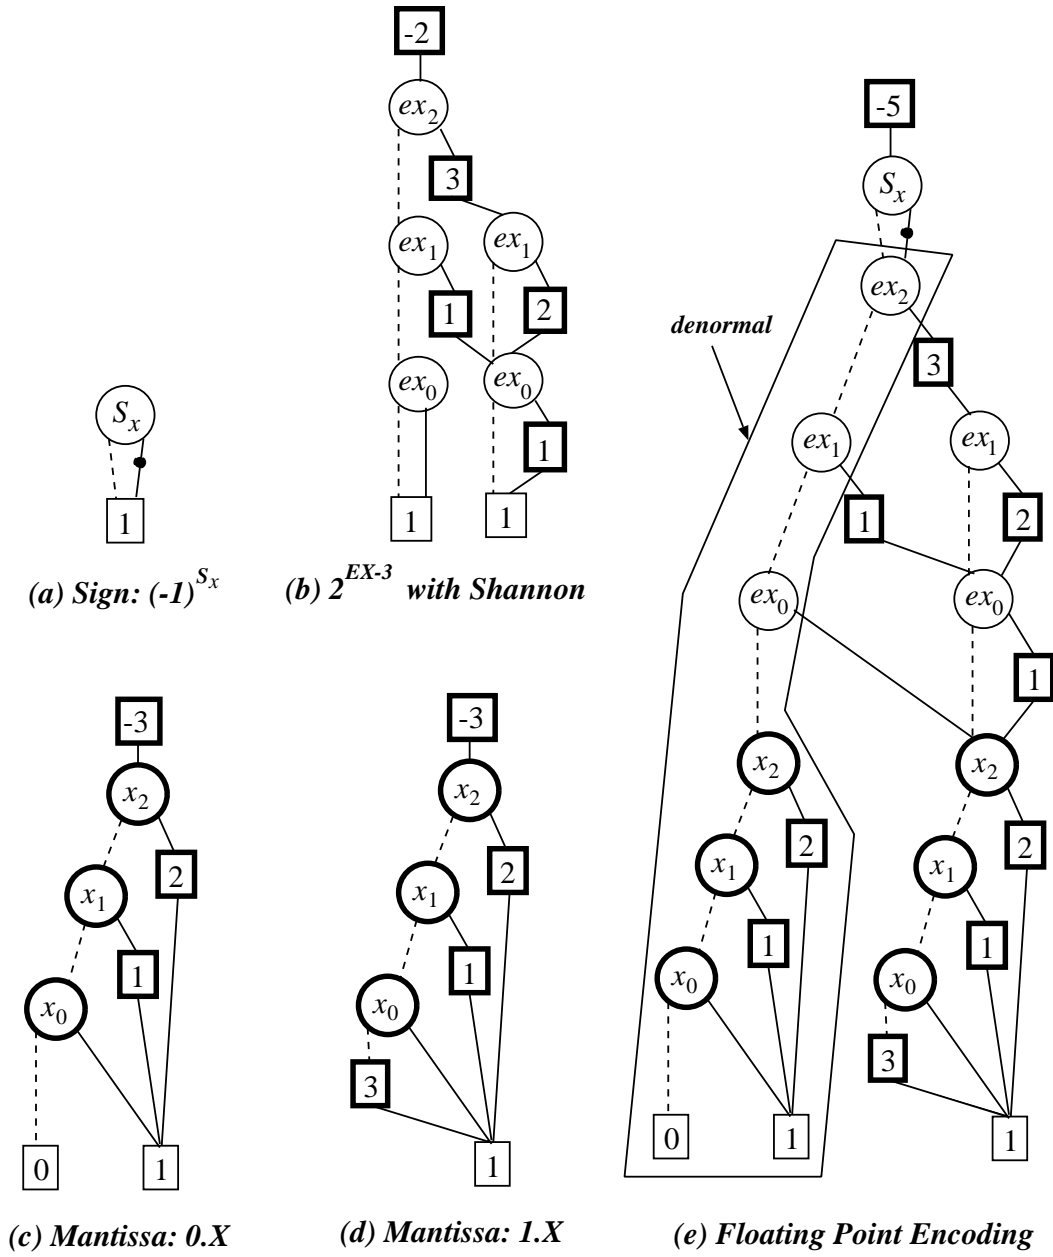 -2
ex2
3
ex1
ex1
1
2
ex0
ex0
1
1
1
(b) 2^EX-3 with Shannon
Sx
1
(a) Sign: (-1)^Sx
-3
x2
2
x1
1
x0
0
1
(c) Mantissa: 0.X
-3
x2
2
x1
1
x0
3
1
(d) Mantissa: 1.X
-5
Sx
ex2
denormal
3
ex1
ex1
1
2
ex0
ex0
1
x2
x2
2
2
x1
x1
1
1
x0
x0
3
0
1
1
(e) Floating Point Encoding